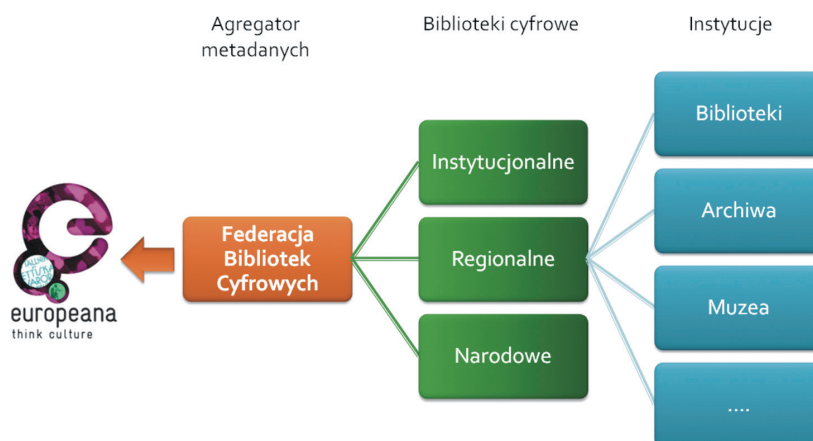 Agregator
metadanych
Biblioteki cyfrowe
Instytucje
Federacja
Bibliotek
Cyfrowych
Instytucjonalne
Regionalne
Narodowe
Biblioteki
Archiwa
Muzea
....
europeana
think culture